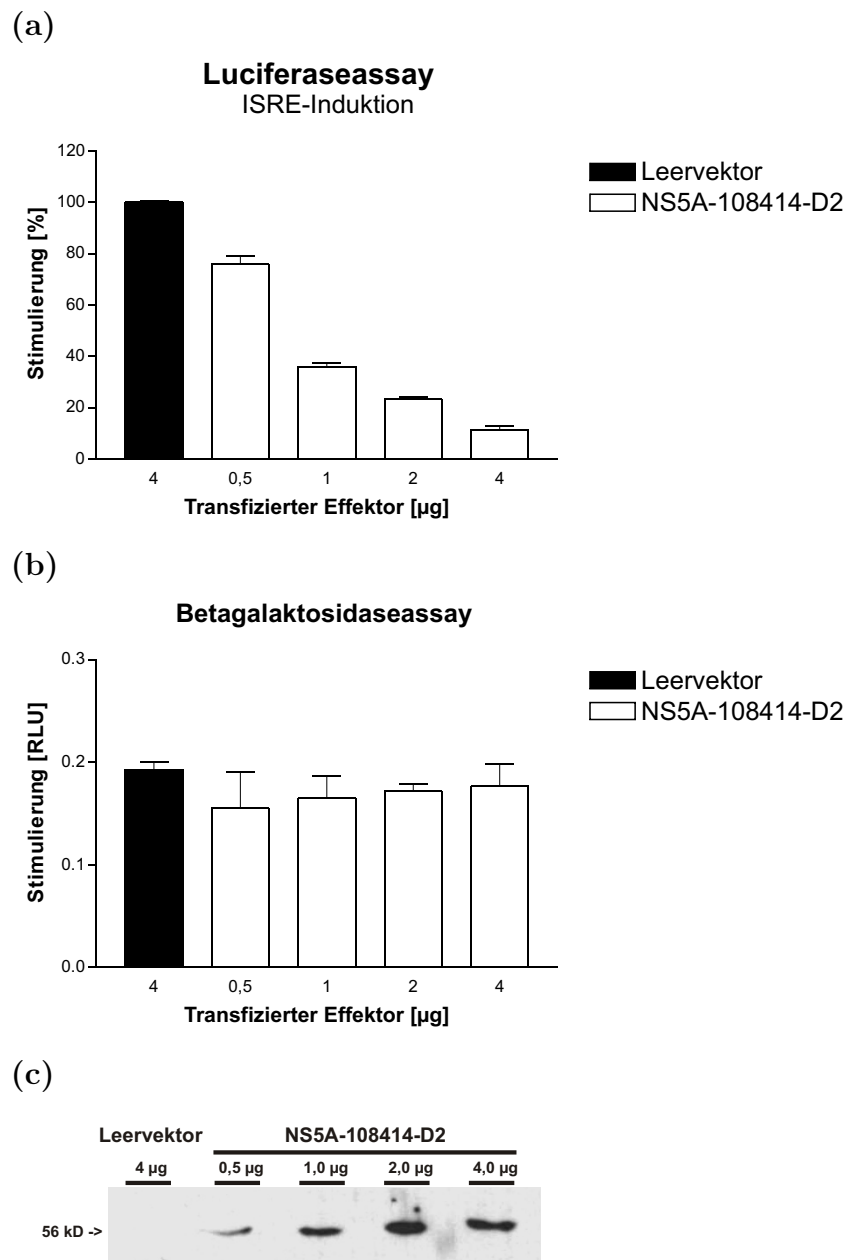 (a)
Luciferaseassay
ISRE-Induktion
120
100
80
60
40
20
0
Stimulierung [%]
4 0,5 1 2 4
Transfizierter Effektor [µg]
Leervektor
NS5A-108414-D2
(b)
Betagalaktosidaseassay
0.3
0.2
0.1
0.0
Stimulierung [RLU]
4 0,5 1 2 4
Transfizierter Effektor [µg]
Leervektor
NS5A-108414-D2
(c)
Leervektor NS5A-108414-D2
4 µg 0,5 µg 1,0 µg 2,0 µg 4,0 µg
56 kD ->